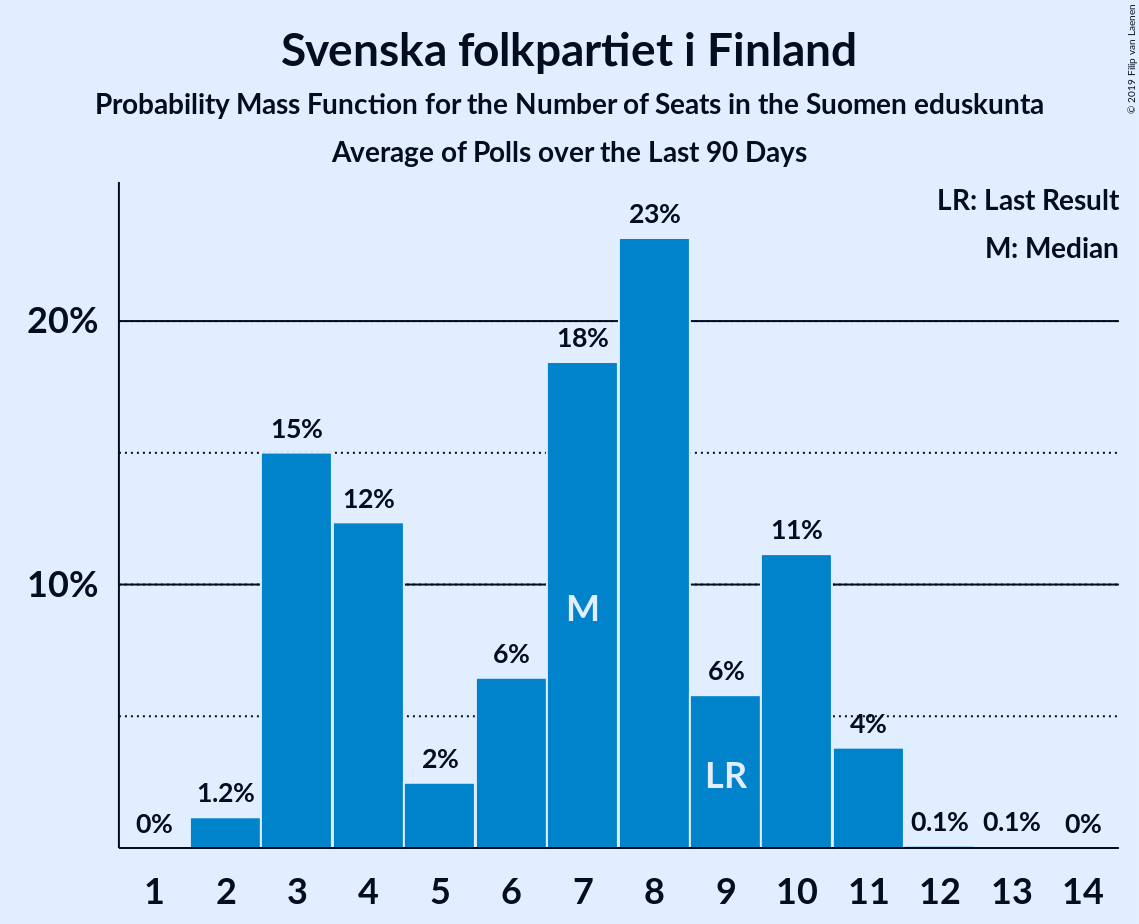 Svenska folkpartiet i Finland
Probability Mass Function for the Number of Seats in the Suomen eduskunta
Average of Polls over the Last 90 Days
© 2019 Filip van Laenen
LR: Last Result
M: Median
20%
10%
0%
1.2%
15%
12%
2%
6%
18%
23%
6%
11%
4%
0.1%
0.1%
0%
M
LR
1 2 3 4 5 6 7 8 9 10 11 12 13 14